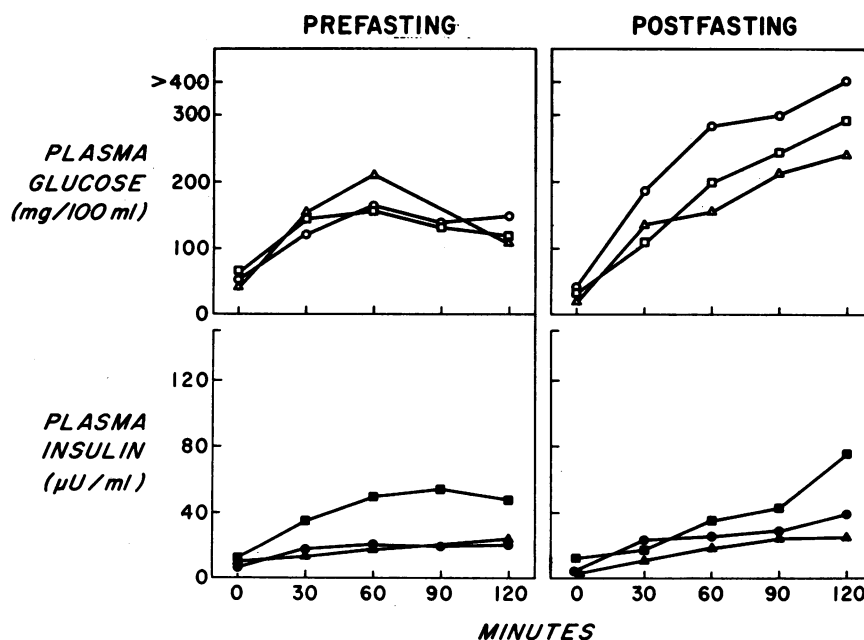 PREFASTING
POSTFASTING
>400
300
200
100
0
PLASMA
GLUCOSE
(mg/100 ml)
120
80
40
0
PLASMA
INSULIN
(μU/ml)
0 30 60 90 120
0 30 60 90 120
MINUTES